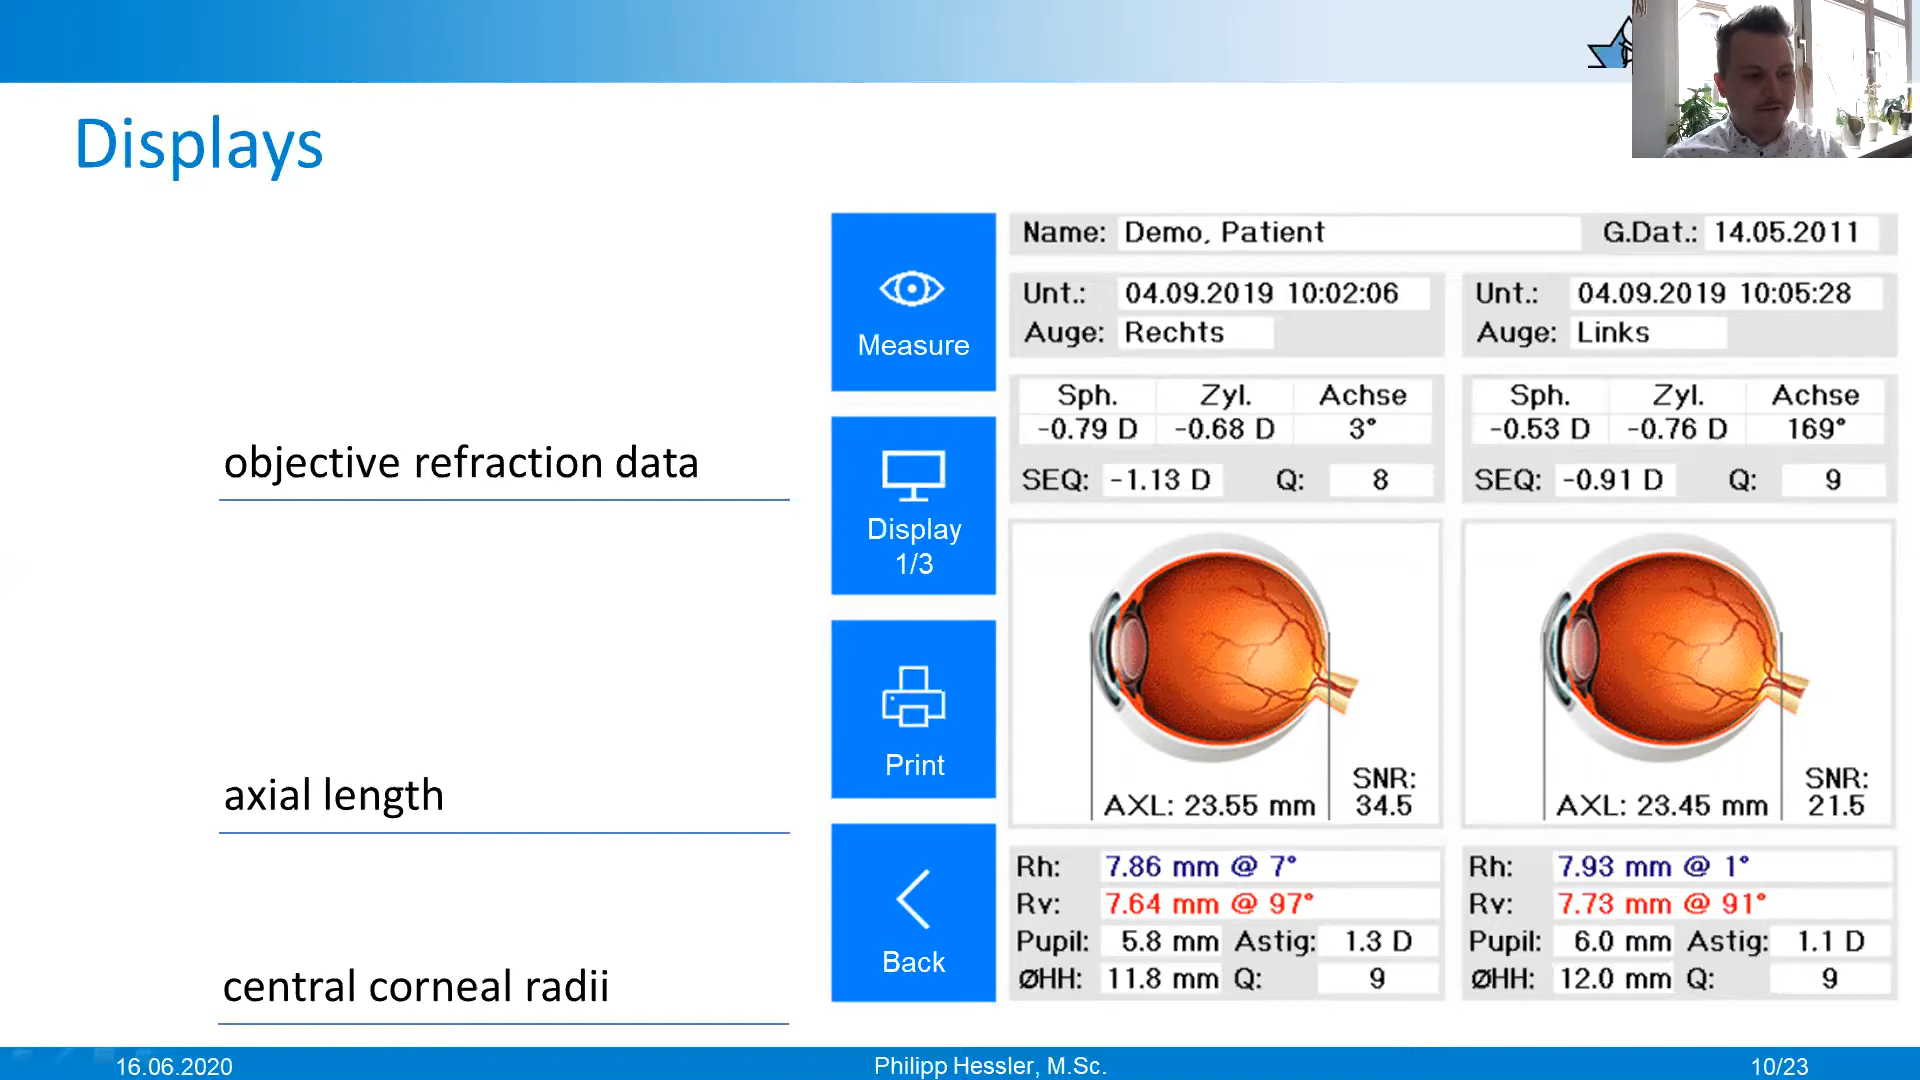 Displays
objective refraction data
axial length
central corneal radii
Measure
Display
1/3
Print
Back
Name: Demo, Patient G.Dat.: 14.05.2011
Unt.: 04.09.2019 10:02:06
Auge: Rechts
Sph. Zyl. Achse
-0.79 D -0.68 D 3°
SEQ: -1.13 D Q: 8
AXL: 23.55 mm
SNR:
34.5
Rh: 7.86 mm @ 7°
Rv: 7.64 mm @ 97°
Pupil: 5.8 mm Astig: 1.3 D
ØHH: 11.8 mm Q: 9
Unt.: 04.09.2019 10:05:28
Auge: Links
Sph. Zyl. Achse
-0.53 D -0.76 D 169°
SEQ: -0.91 D Q: 9
AXL: 23.45 mm
SNR:
21.5
Rh: 7.93 mm @ 1°
Rv: 7.73 mm @ 91°
Pupil: 6.0 mm Astig: 1.1 D
ØHH: 12.0 mm Q: 9
16.06.2020
Philipp Hessler, M.Sc.
10/23